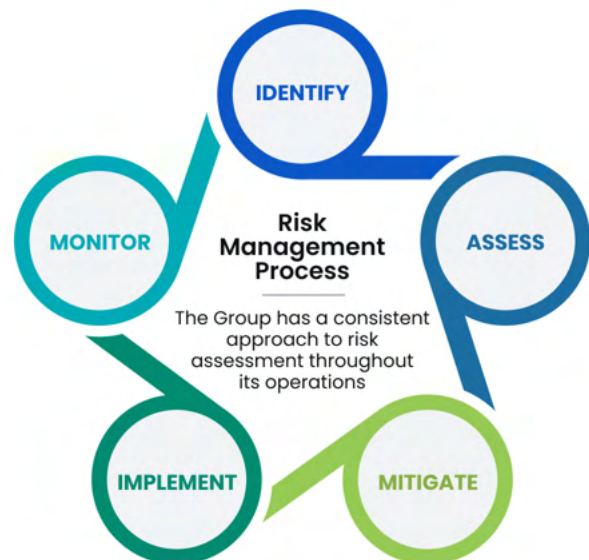 IDENTIFY
ASSESS
MITIGATE
IMPLEMENT
MONITOR
Risk
Management
Process
The Group has a consistent
approach to risk
assessment throughout
its operations